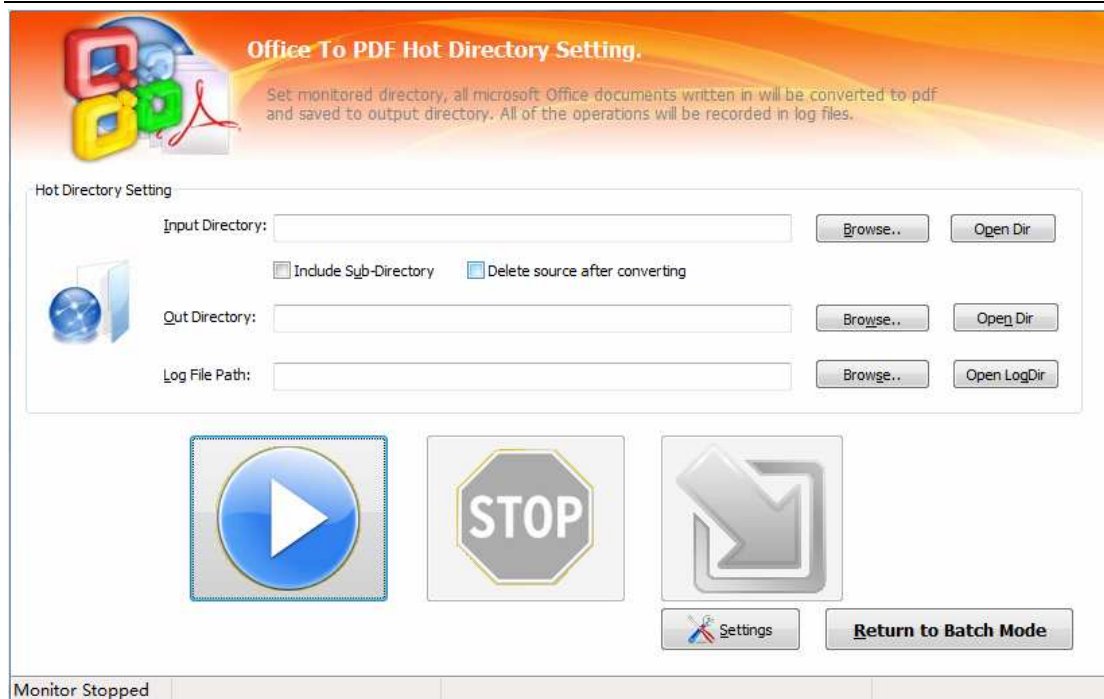 Office To PDF Hot Directory Setting.
Set monitored directory, all microsoft Office documents written in will be converted to pdf
and saved to output directory. All of the operations will be recorded in log files.
Hot Directory Setting
Input Directory:
Browse..
Open Dir
Include Sub-Directory
Delete source after converting
Out Directory:
Browse..
Open Dir
Log File Path:
Browse..
Open LogDir
STOP
Settings
Return to Batch Mode
Monitor Stopped